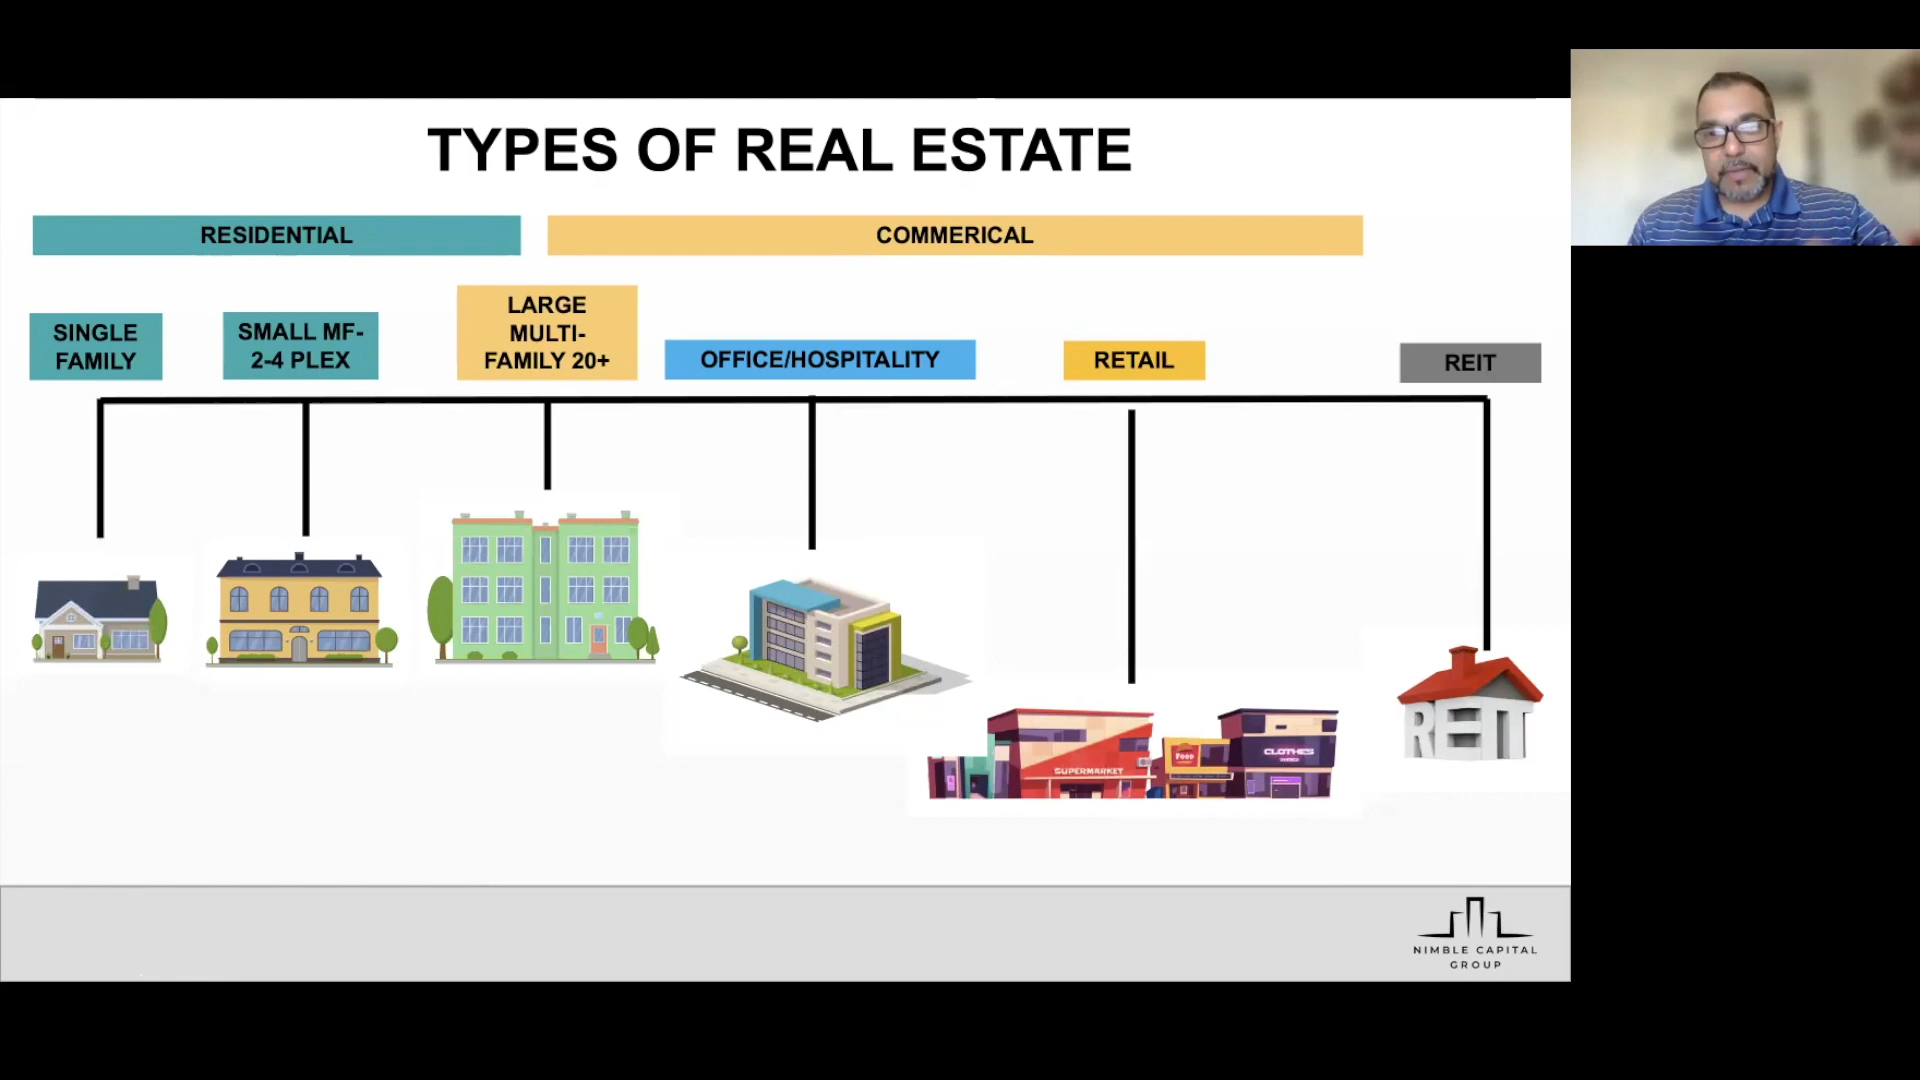 TYPES OF REAL ESTATE
RESIDENTIAL
COMMERICAL
SINGLE
FAMILY
SMALL MF-
2-4 PLEX
LARGE
MULTI-
FAMILY 20+
OFFICE/HOSPITALITY
RETAIL
REIT
SUPERMARKET
FOOD
CLOTHES
REIT
NIMBLE CAPITAL
GROUP